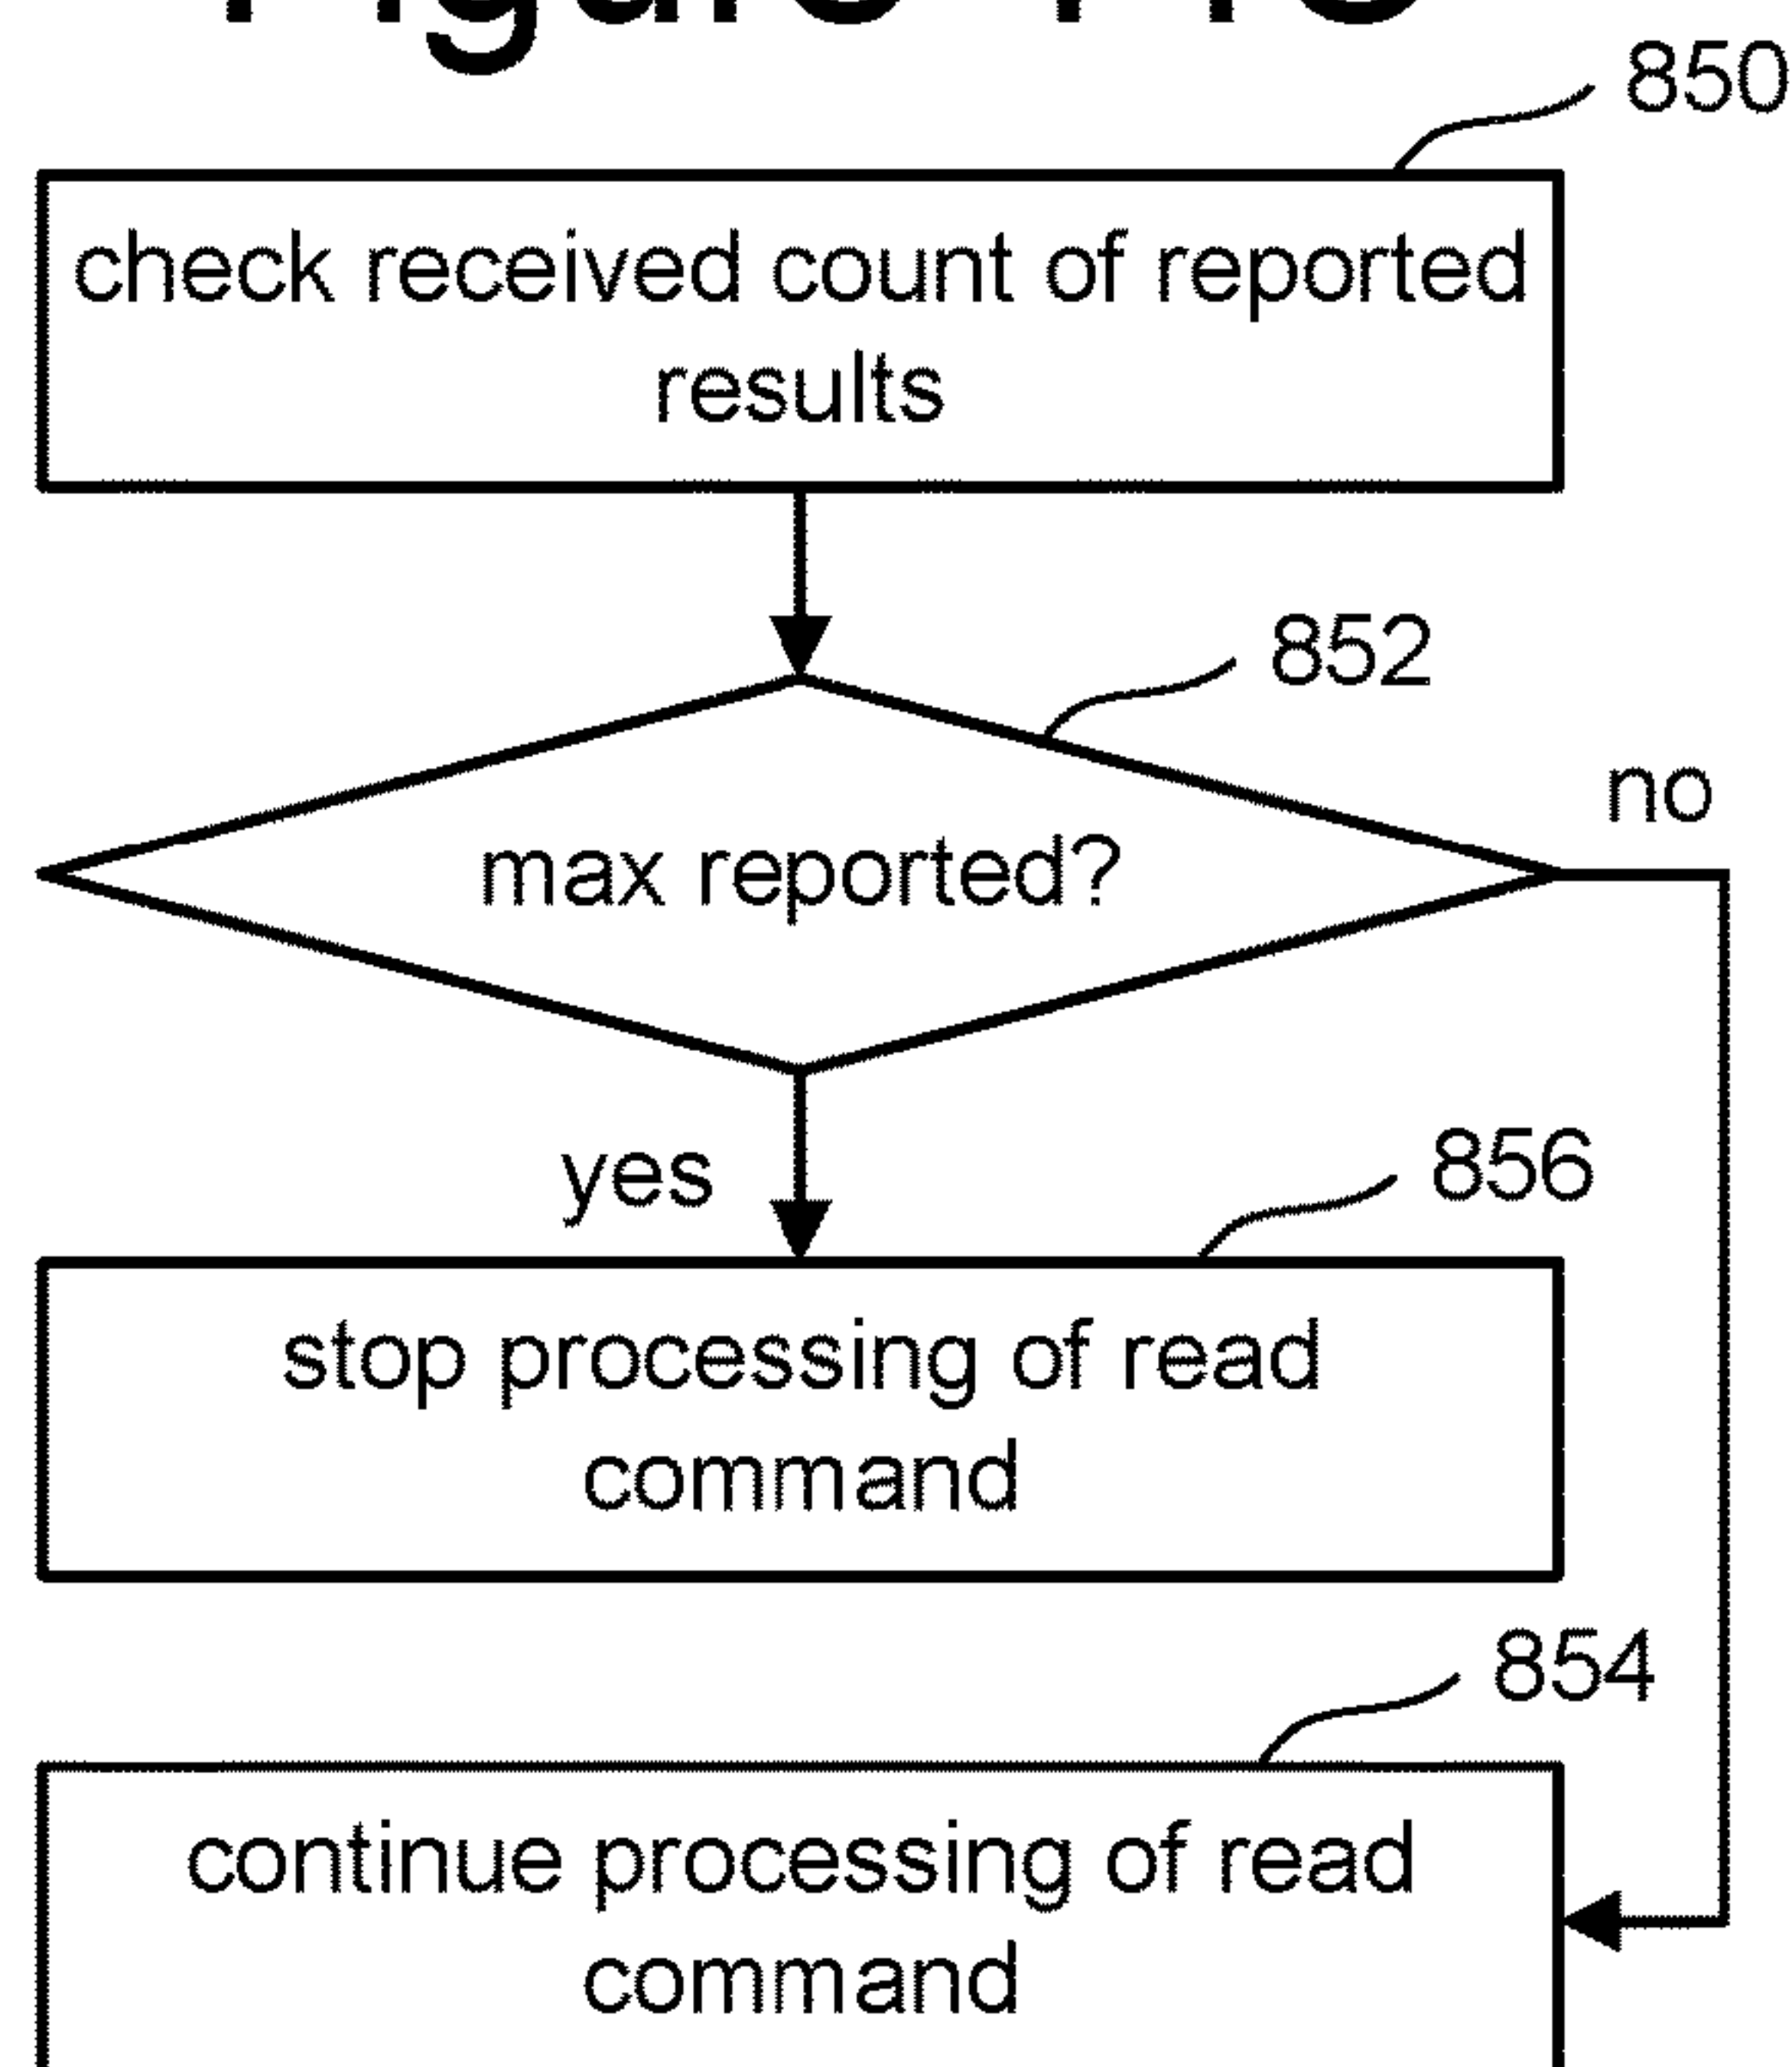 850
check received count of reported
results
852
no
max reported?
yes
856
stop processing of read
command
854
continue processing of read
command